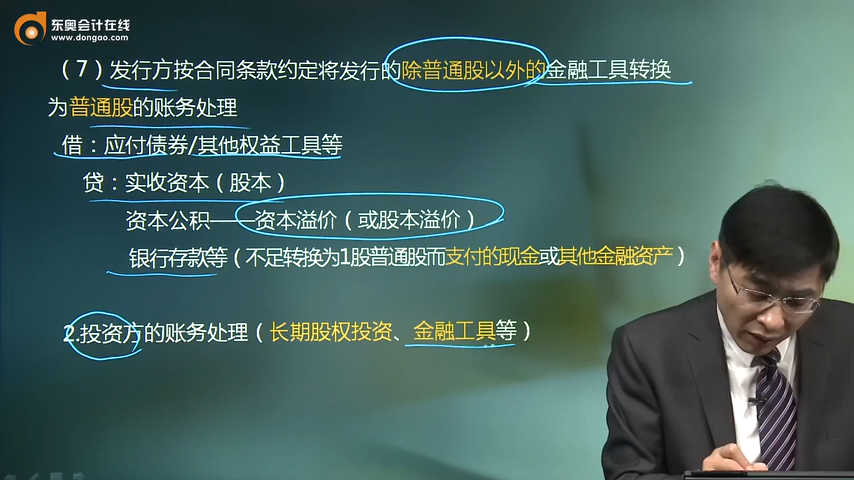 东奥会计在线
www.dongao.com
（7）发行方按合同条款约定将发行的除普通股以外的金融工具转换
为普通股的账务处理
借：应付债券/其他权益工具等
贷：实收资本（股本）
资本公积——资本溢价（或股本溢价）
银行存款等（不足转换为1股普通股而支付的现金或其他金融资产）
2.投资方的账务处理（长期股权投资、金融工具等）